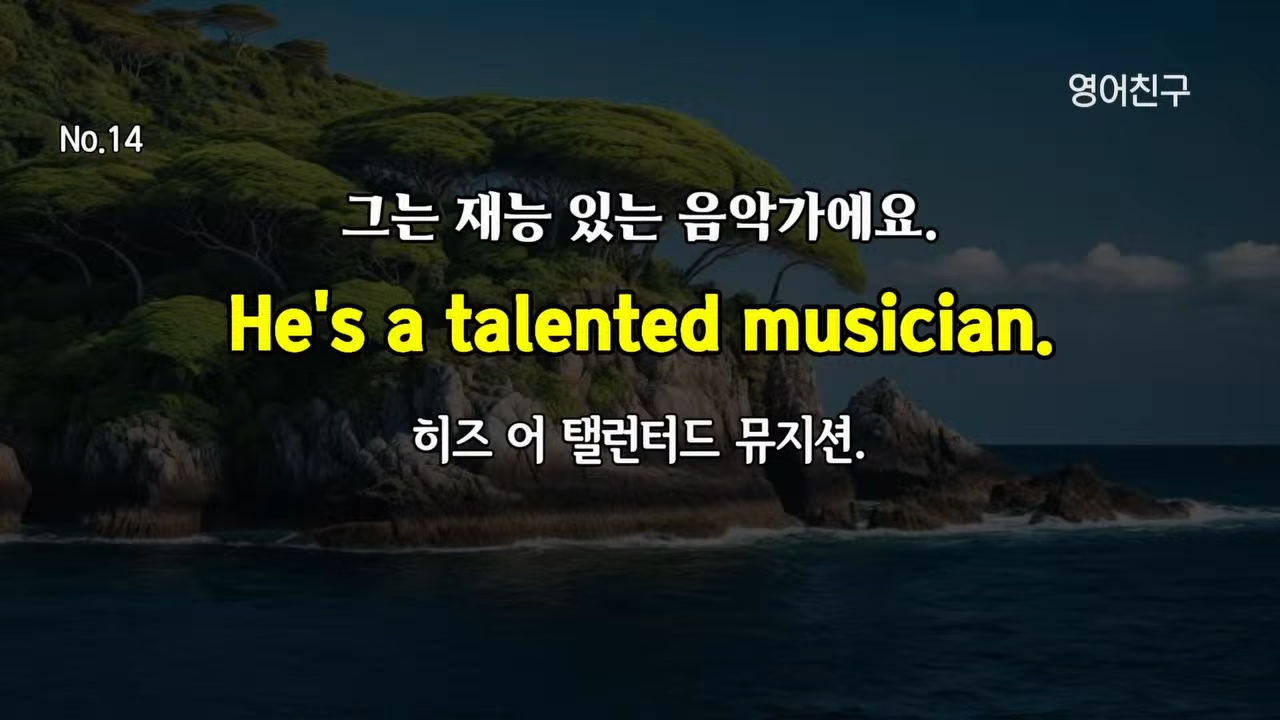 영어친구
No.14
그는 재능 있는 음악가에요.
He's a talented musician.
히즈 어 탤런터드 뮤지션.